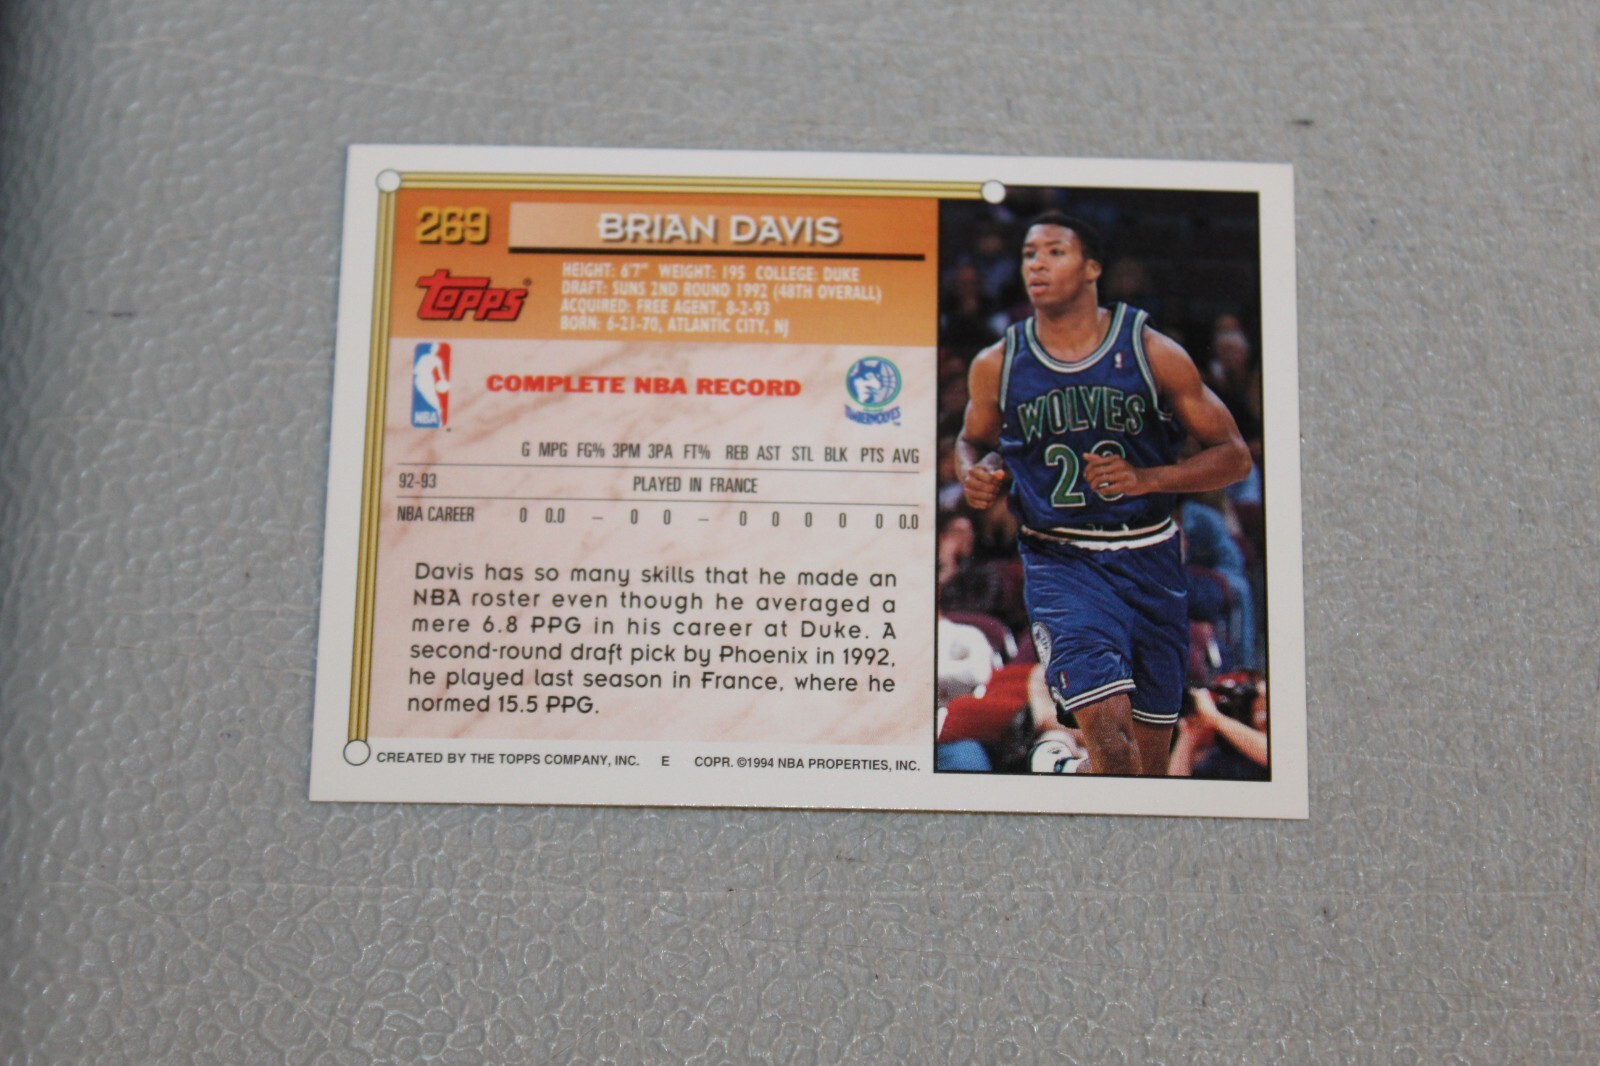 269
BRIAN DAVIS
topps
HEIGHT: 6'7" WEIGHT: 195 COLLEGE: DUKE
DRAFT: SUNS 2ND ROUND 1992 (48TH OVERALL)
ACQUIRED: FREE AGENT, 8-2-93
BORN: 6-21-70, ATLANTIC CITY, NJ
NBA
COMPLETE NBA RECORD
TIMBERWOLVES
G MPG FG% 3PM 3PA FT% REB AST STL BLK PTS AVG
92-93 PLAYED IN FRANCE
NBA CAREER 0 0.0 – 0 0 – 0 0 0 0 0 0.0
Davis has so many skills that he made an
NBA roster even though he averaged a
mere 6.8 PPG in his career at Duke. A
second-round draft pick by Phoenix in 1992,
he played last season in France, where he
normed 15.5 PPG.
CREATED BY THE TOPPS COMPANY, INC. E COPR. ©1994 NBA PROPERTIES, INC.
WOLVES